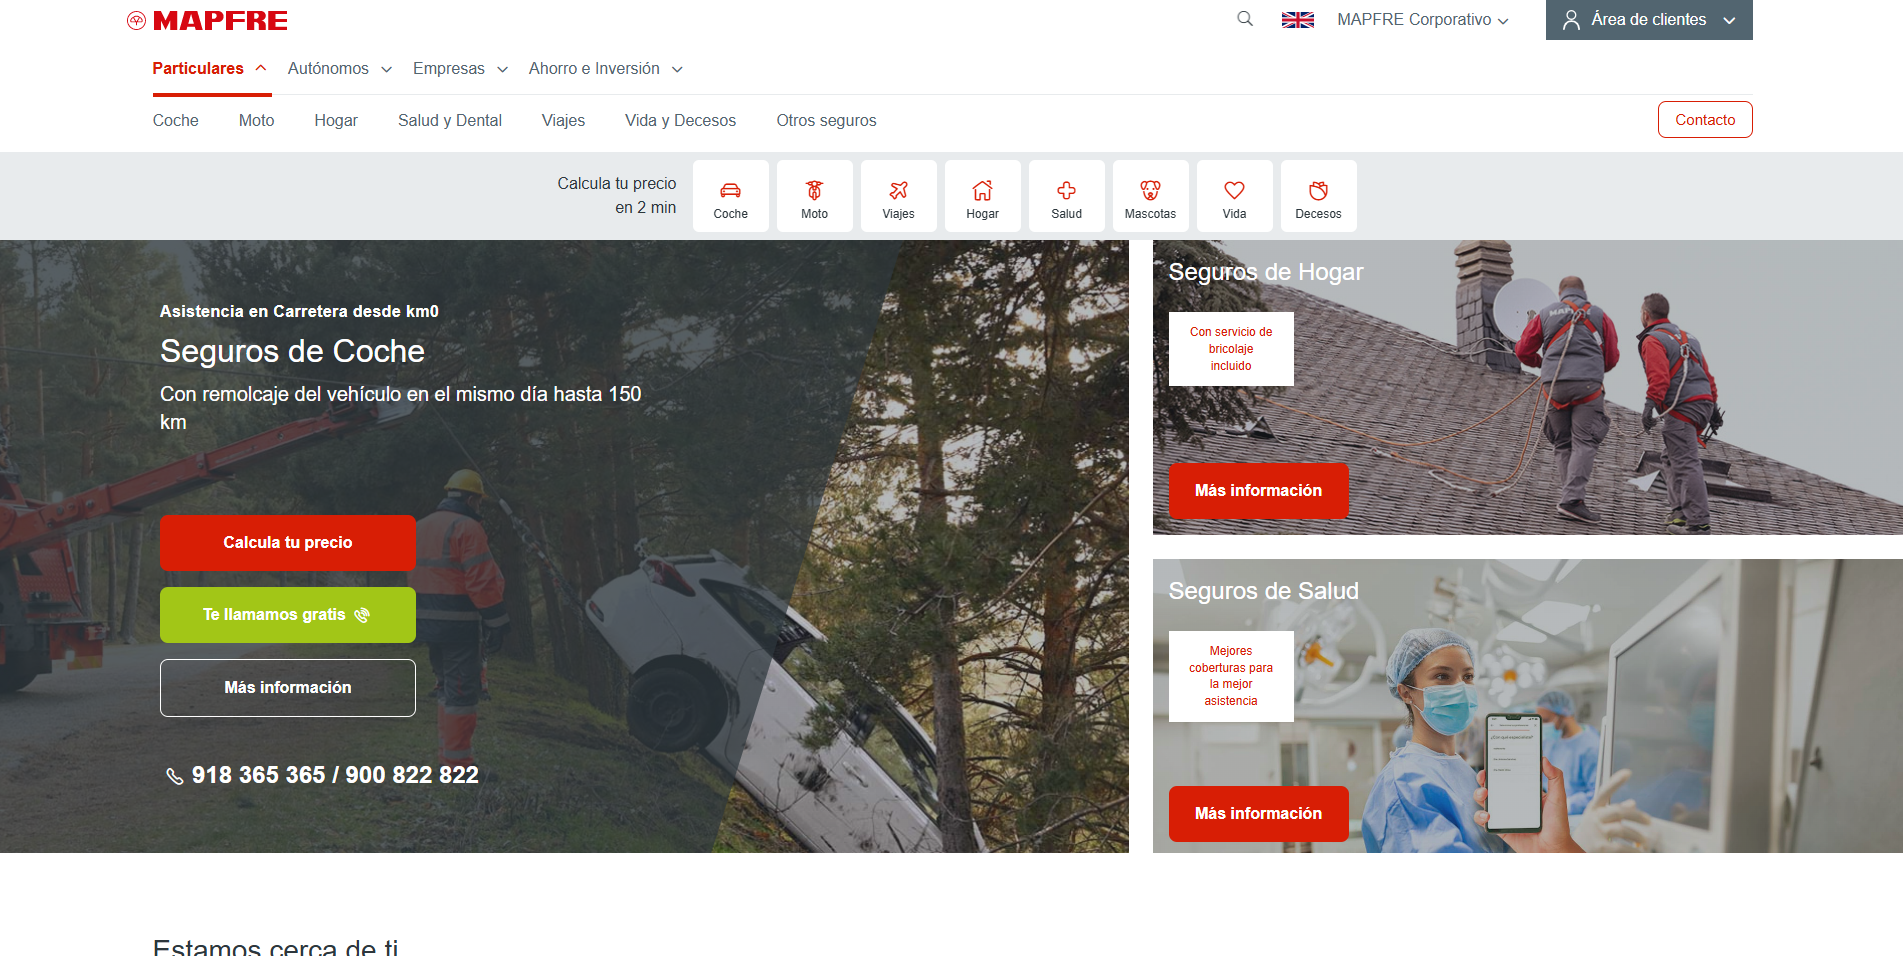 MAPFRE
MAPFRE Corporativo
Área de clientes
Particulares
Autónomos
Empresas
Ahorro e Inversión
Coche
Moto
Hogar
Salud y Dental
Viajes
Vida y Decesos
Otros seguros
Contacto
Calcula tu precio
en 2 min
Coche
Moto
Viajes
Hogar
Salud
Mascotas
Vida
Decesos
Asistencia en Carretera desde km0
Seguros de Coche
Con remolcaje del vehículo en el mismo día hasta 150
km
Calcula tu precio
Te llamamos gratis
Más información
918 365 365 / 900 822 822
Seguros de Hogar
Con servicio de
bricolaje
incluido
MAPFRE
Más información
Seguros de Salud
Mejores
coberturas para
la mejor
asistencia
Más información
Estamos cerca de ti